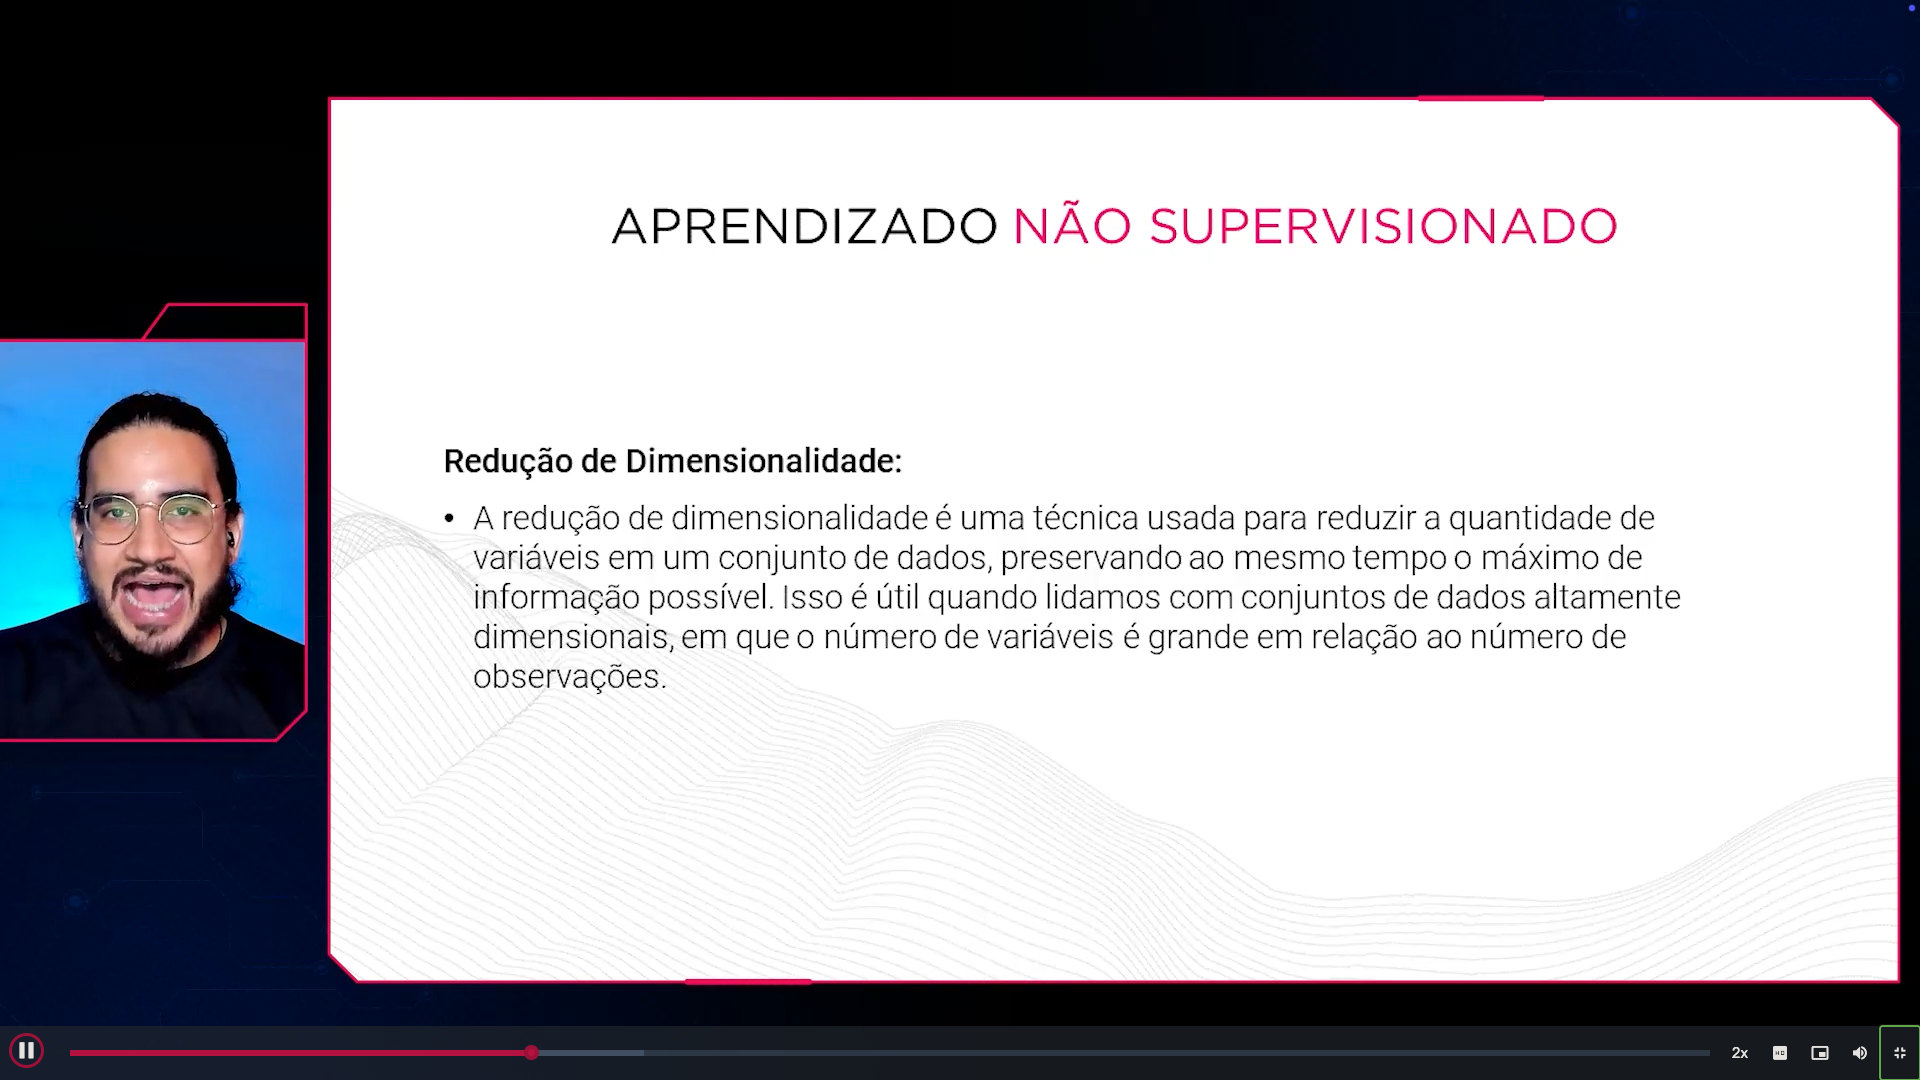 APRENDIZADO NÃO SUPERVISIONADO
Redução de Dimensionalidade:
• A redução de dimensionalidade é uma técnica usada para reduzir a quantidade de
variáveis em um conjunto de dados, preservando ao mesmo tempo o máximo de
informação possível. Isso é útil quando lidamos com conjuntos de dados altamente
dimensionais, em que o número de variáveis é grande em relação ao número de
observações.
2x HD